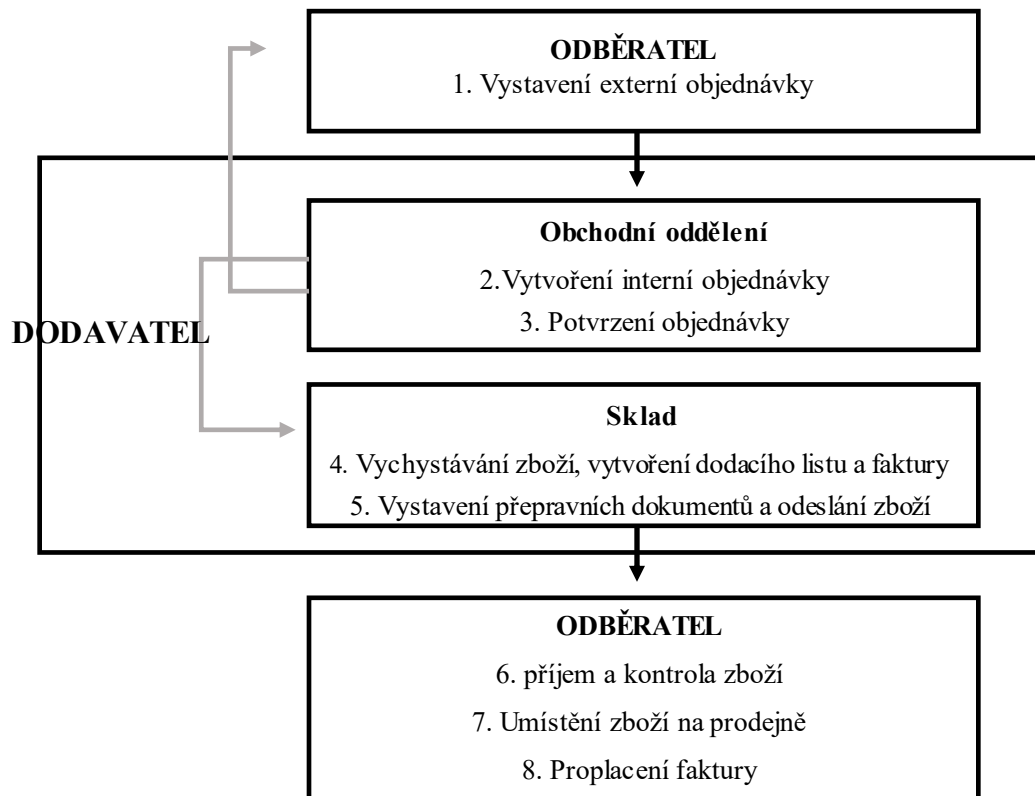 ODBĚRATEL
1. Vystavení externí objednávky
Obchodní oddělení
2.Vytvoření interní objednávky
3. Potvrzení objednávky
DODAVATEL
Sklad
4. Vychystávání zboží, vytvoření dodacího listu a faktury
5. Vystavení přepravních dokumentů a odeslání zboží
ODBĚRATEL
6. příjem a kontrola zboží
7. Umístění zboží na prodejně
8. Proplacení faktury